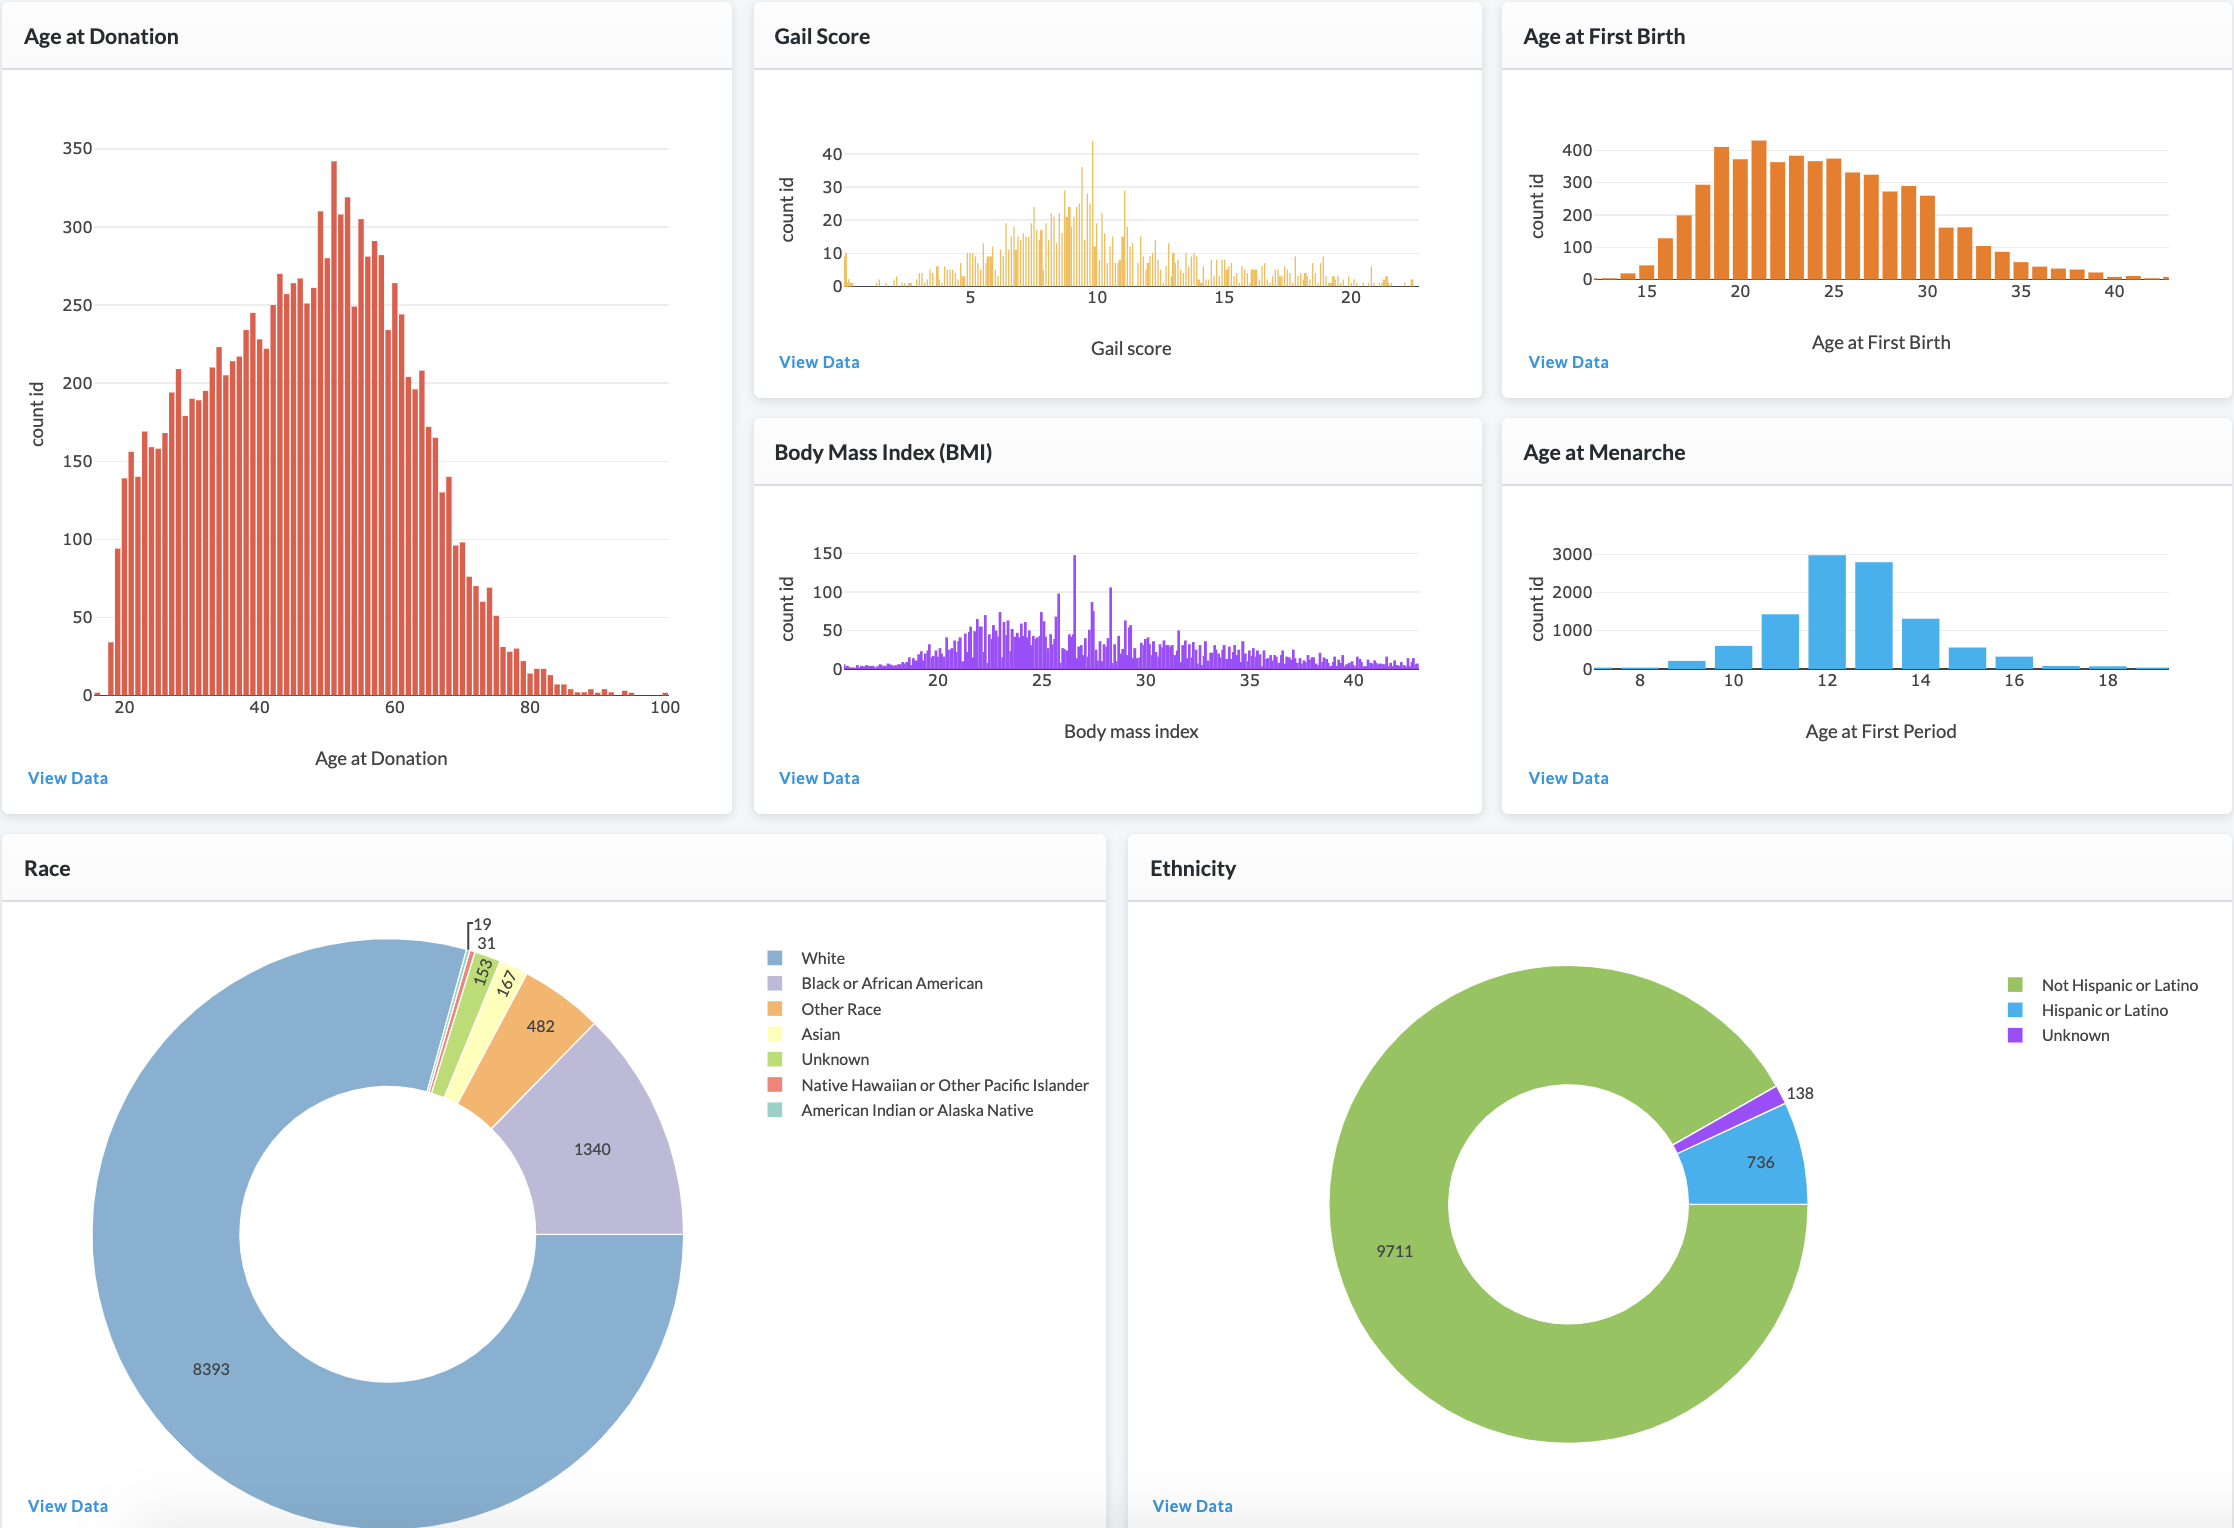 Age at Donation
350
300
250
200
150
100
50
0
count id
20 40 60 80 100
Age at Donation
View Data
Gail Score
40
30
20
10
0
count id
5 10 15 20
Gail score
View Data
Age at First Birth
400
300
200
100
0
count id
15 20 25 30 35 40
Age at First Birth
View Data
Body Mass Index (BMI)
150
100
50
0
count id
20 25 30 35 40
Body mass index
View Data
Age at Menarche
3000
2000
1000
0
count id
8 10 12 14 16 18
Age at First Period
View Data
Race
19
31
153
167
482
1340
8393
White
Black or African American
Other Race
Asian
Unknown
Native Hawaiian or Other Pacific Islander
American Indian or Alaska Native
View Data
Ethnicity
138
736
9711
Not Hispanic or Latino
Hispanic or Latino
Unknown
View Data